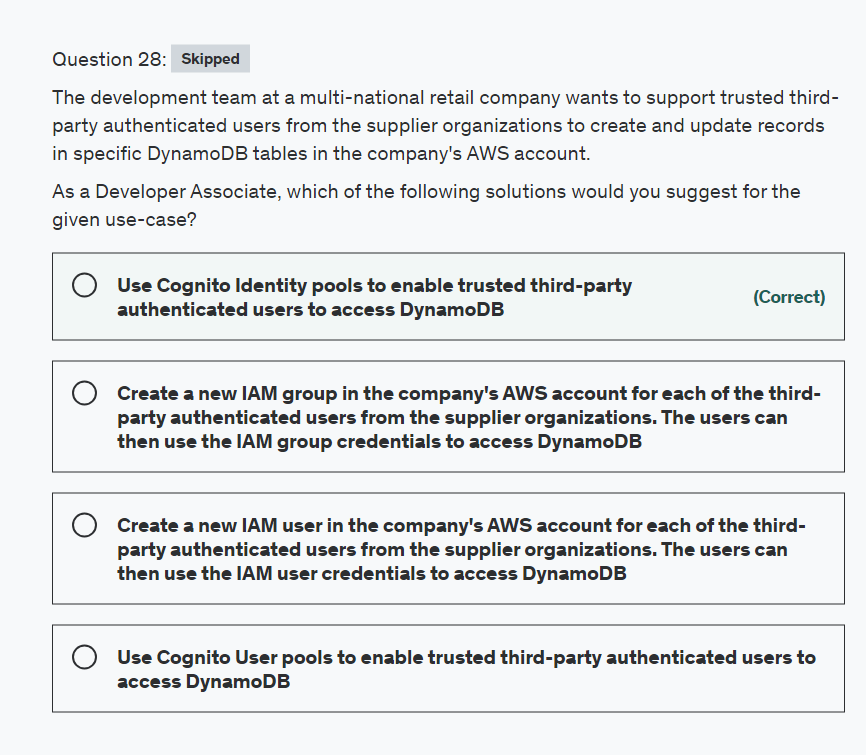 Question 28: Skipped
The development team at a multi-national retail company wants to support trusted third-
party authenticated users from the supplier organizations to create and update records
in specific DynamoDB tables in the company's AWS account.
As a Developer Associate, which of the following solutions would you suggest for the
given use-case?
Use Cognito Identity pools to enable trusted third-party
authenticated users to access DynamoDB
(Correct)
Create a new IAM group in the company's AWS account for each of the third-
party authenticated users from the supplier organizations. The users can
then use the IAM group credentials to access DynamoDB
Create a new IAM user in the company's AWS account for each of the third-
party authenticated users from the supplier organizations. The users can
then use the IAM user credentials to access DynamoDB
Use Cognito User pools to enable trusted third-party authenticated users to
access DynamoDB